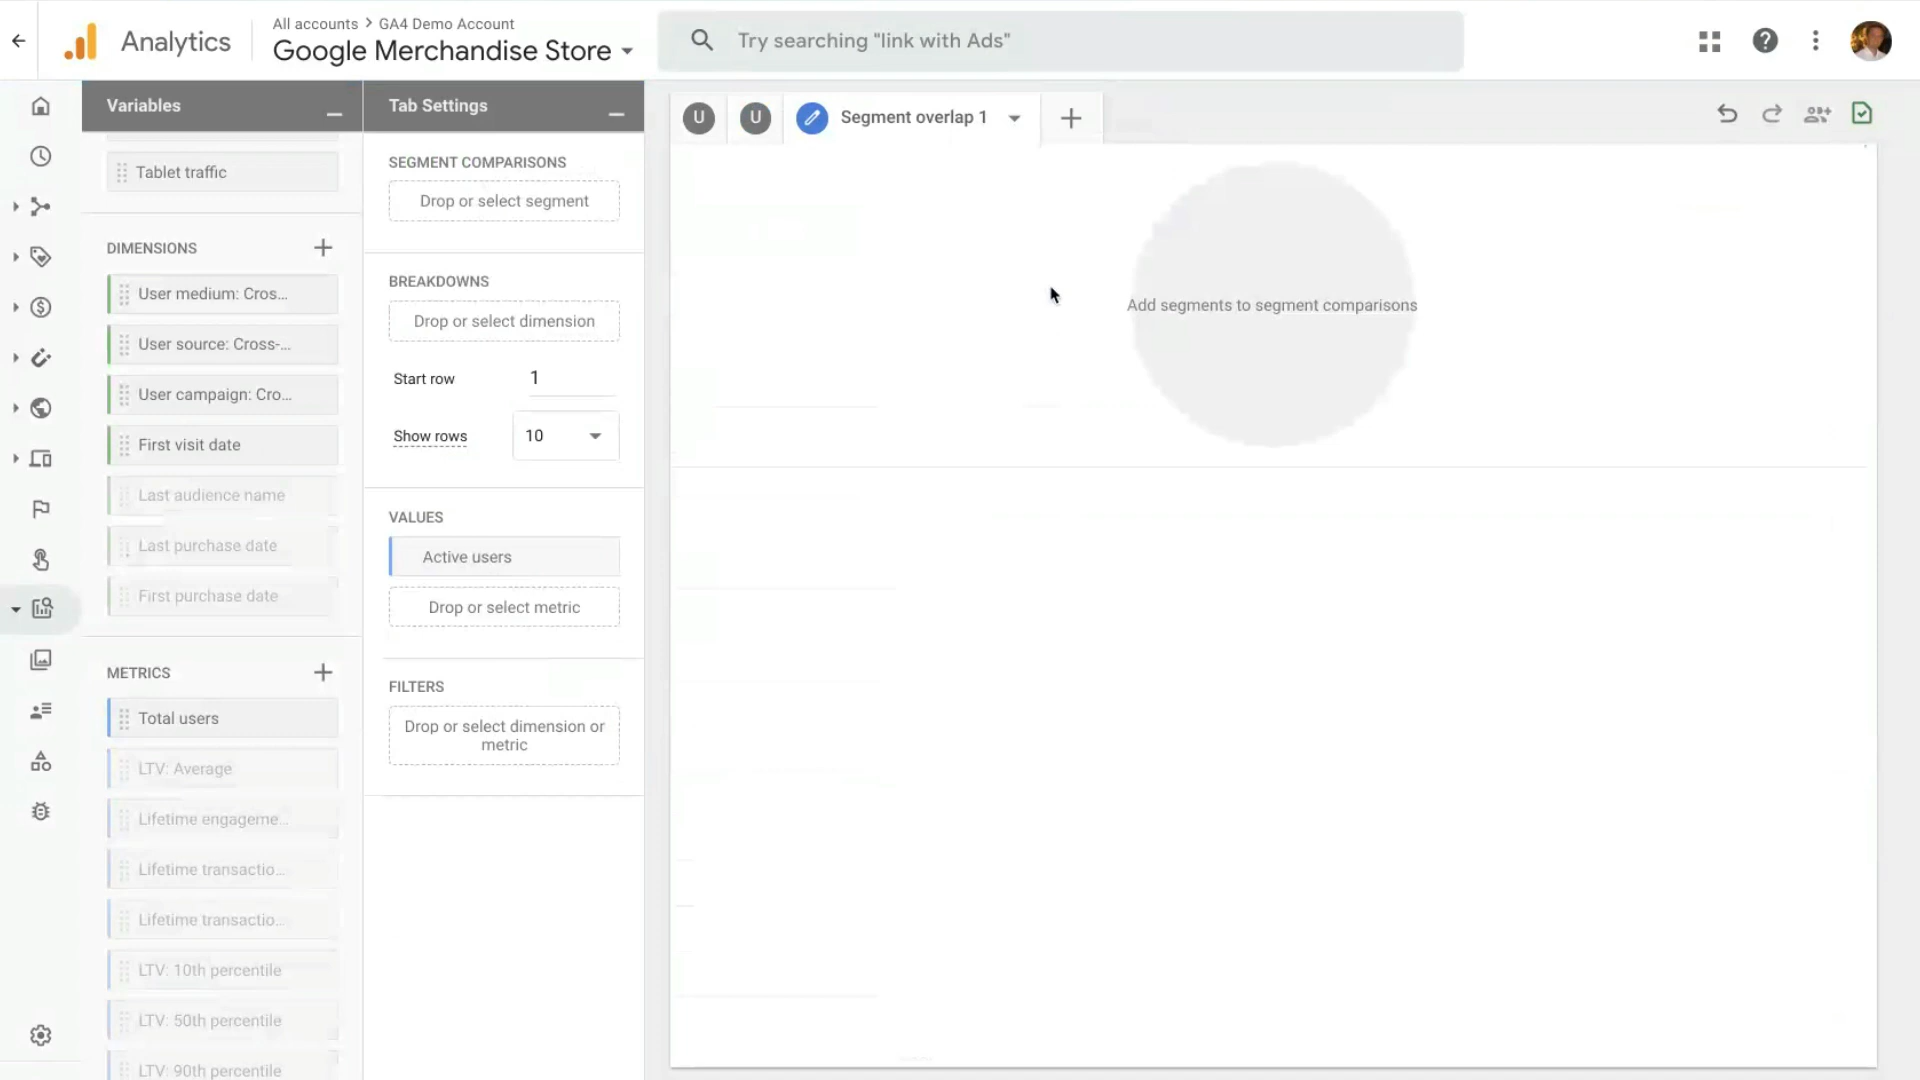 All accounts > GA4 Demo Account
Analytics
Google Merchandise Store
Try searching "link with Ads"
Variables
Tablet traffic
DIMENSIONS
User medium: Cros...
User source: Cross-...
User campaign: Cro...
First visit date
Last audience name
Last purchase date
First purchase date
METRICS
Total users
LTV: Average
Lifetime engageme...
Lifetime transactio...
Lifetime transactio...
LTV: 10th percentile
LTV: 50th percentile
LTV: 90th percentile
Tab Settings
SEGMENT COMPARISONS
Drop or select segment
BREAKDOWNS
Drop or select dimension
Start row 1
Show rows 10
VALUES
Active users
Drop or select metric
FILTERS
Drop or select dimension or
metric
U U Segment overlap 1
Add segments to segment comparisons